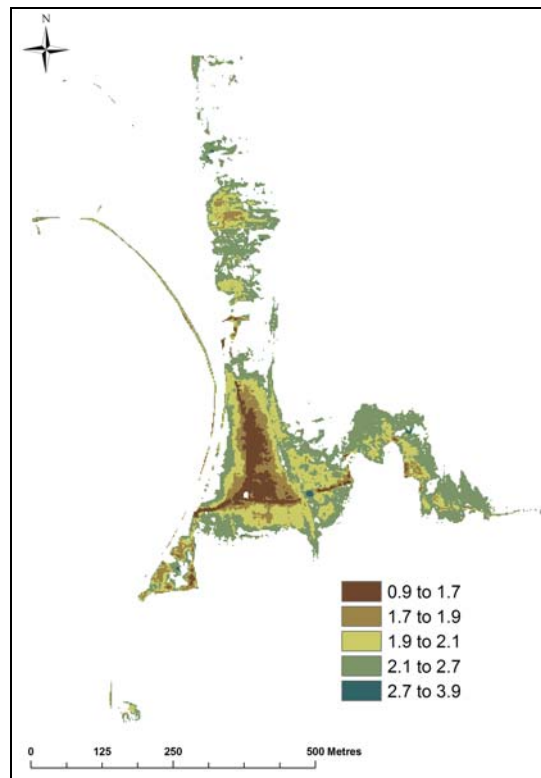 N
0.9 to 1.7
1.7 to 1.9
1.9 to 2.1
2.1 to 2.7
2.7 to 3.9
0 125 250 500 Metres